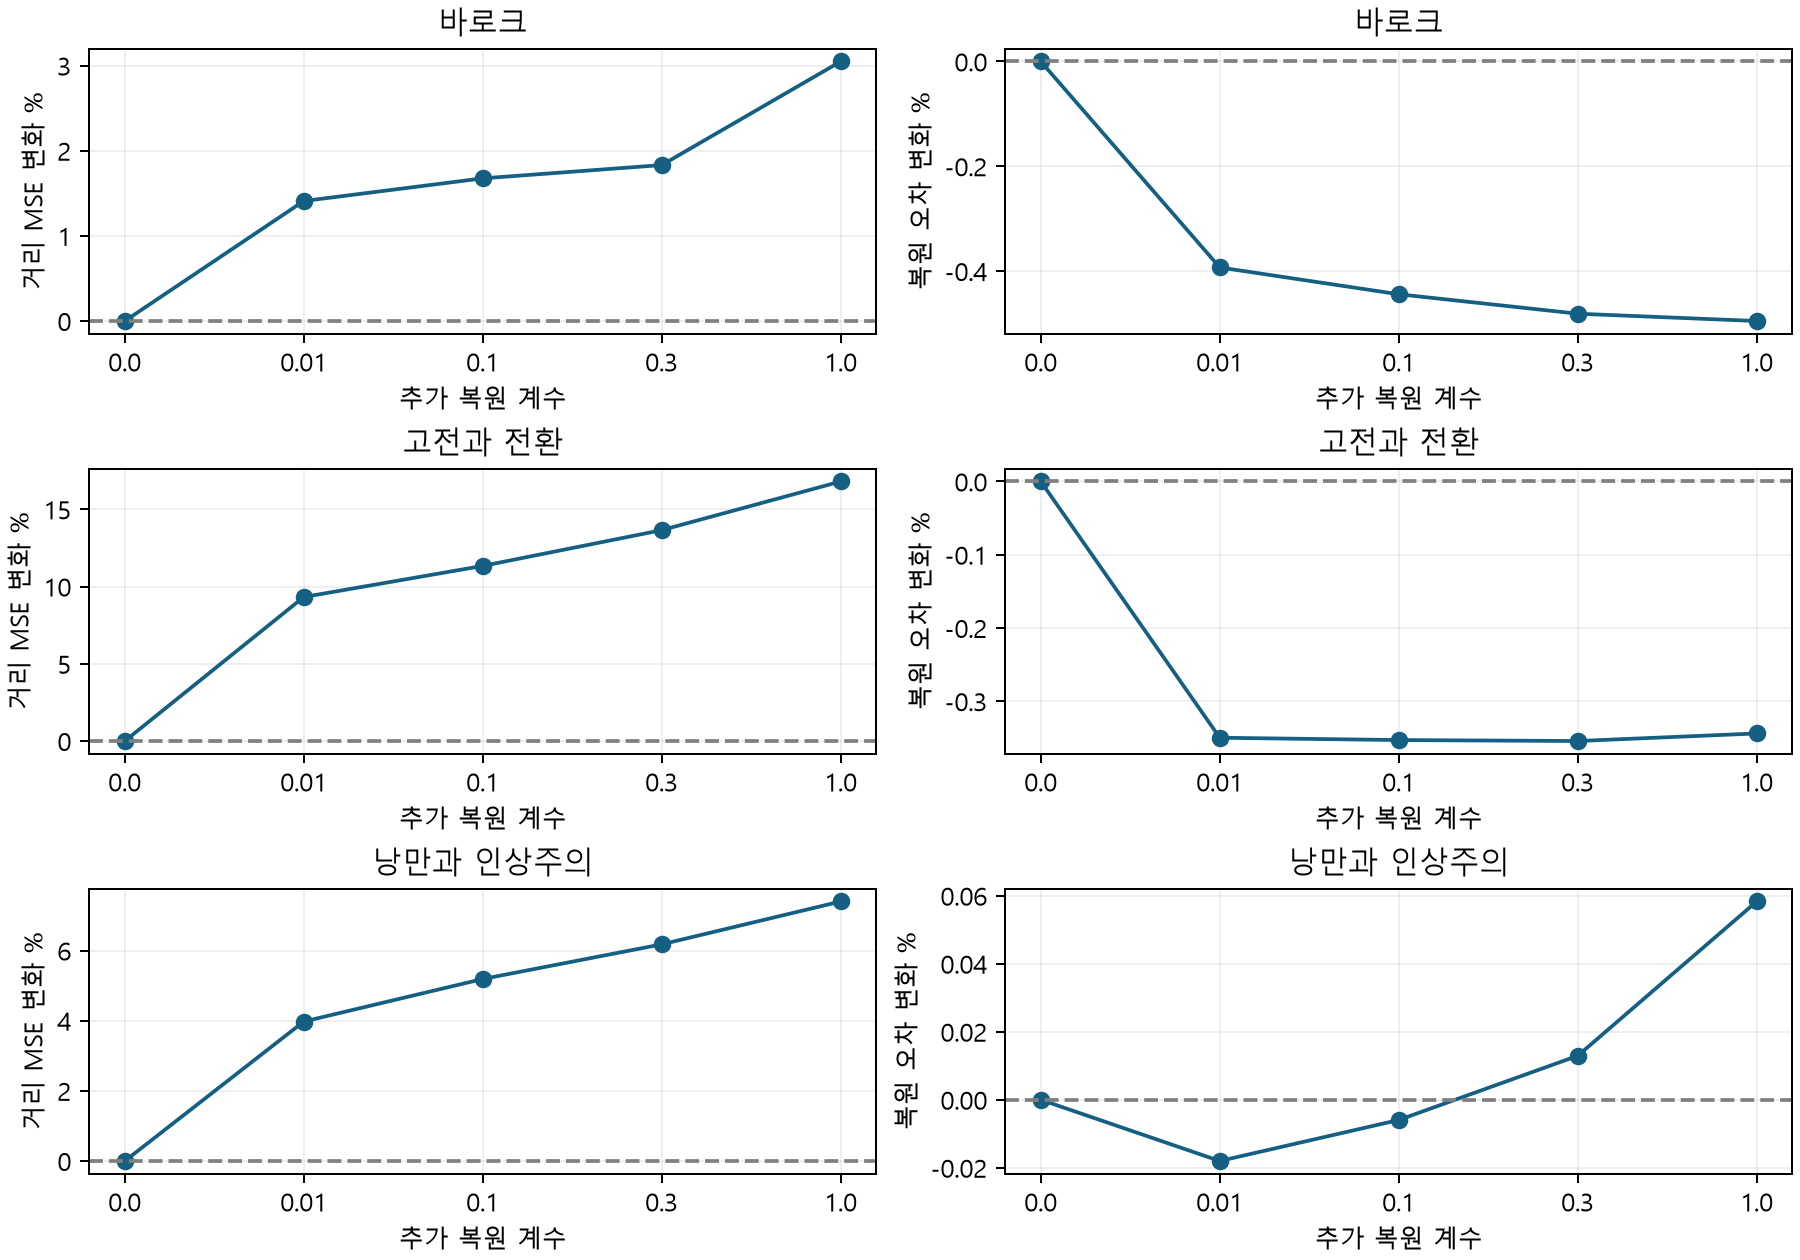 바로크
거리 MSE 변화 %
3
2
1
0
0.0 0.01 0.1 0.3 1.0
추가 복원 계수
바로크
복원 오차 변화 %
0.0
-0.2
-0.4
0.0 0.01 0.1 0.3 1.0
추가 복원 계수
고전과 전환
거리 MSE 변화 %
15
10
5
0
0.0 0.01 0.1 0.3 1.0
추가 복원 계수
고전과 전환
복원 오차 변화 %
0.0
-0.1
-0.2
-0.3
0.0 0.01 0.1 0.3 1.0
추가 복원 계수
낭만과 인상주의
거리 MSE 변화 %
6
4
2
0
0.0 0.01 0.1 0.3 1.0
추가 복원 계수
낭만과 인상주의
복원 오차 변화 %
0.06
0.04
0.02
0.00
-0.02
0.0 0.01 0.1 0.3 1.0
추가 복원 계수